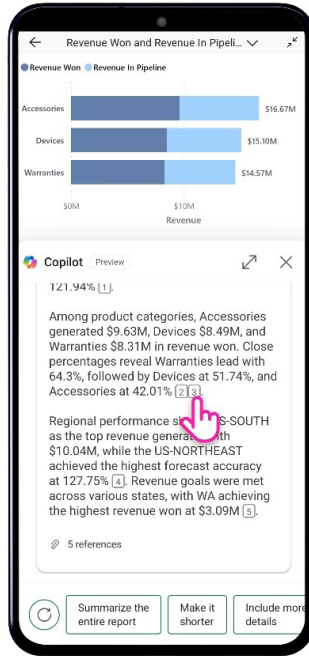 Revenue Won and Revenue In Pipeli...
Revenue Won Revenue In Pipeline
Accessories $16.67M
Devices $15.10M
Warranties $14.57M
$0M $10M
Revenue
Copilot Preview
121.94% [1].
Among product categories, Accessories
generated $9.63M, Devices $8.49M, and
Warranties $8.31M in revenue won. Close
percentages reveal Warranties lead with
64.3%, followed by Devices at 51.74%, and
Accessories at 42.01% [2][3].
Regional performance US-SOUTH
as the top revenue
$10.04M, while the US-NORTHEAST
achieved the highest forecast accuracy
at 127.75% [4]. Revenue goals were met
across various states, with WA achieving
the highest revenue won at $3.09M [5].
5 references
Summarize the
entire report
Make it
shorter
Include more
details